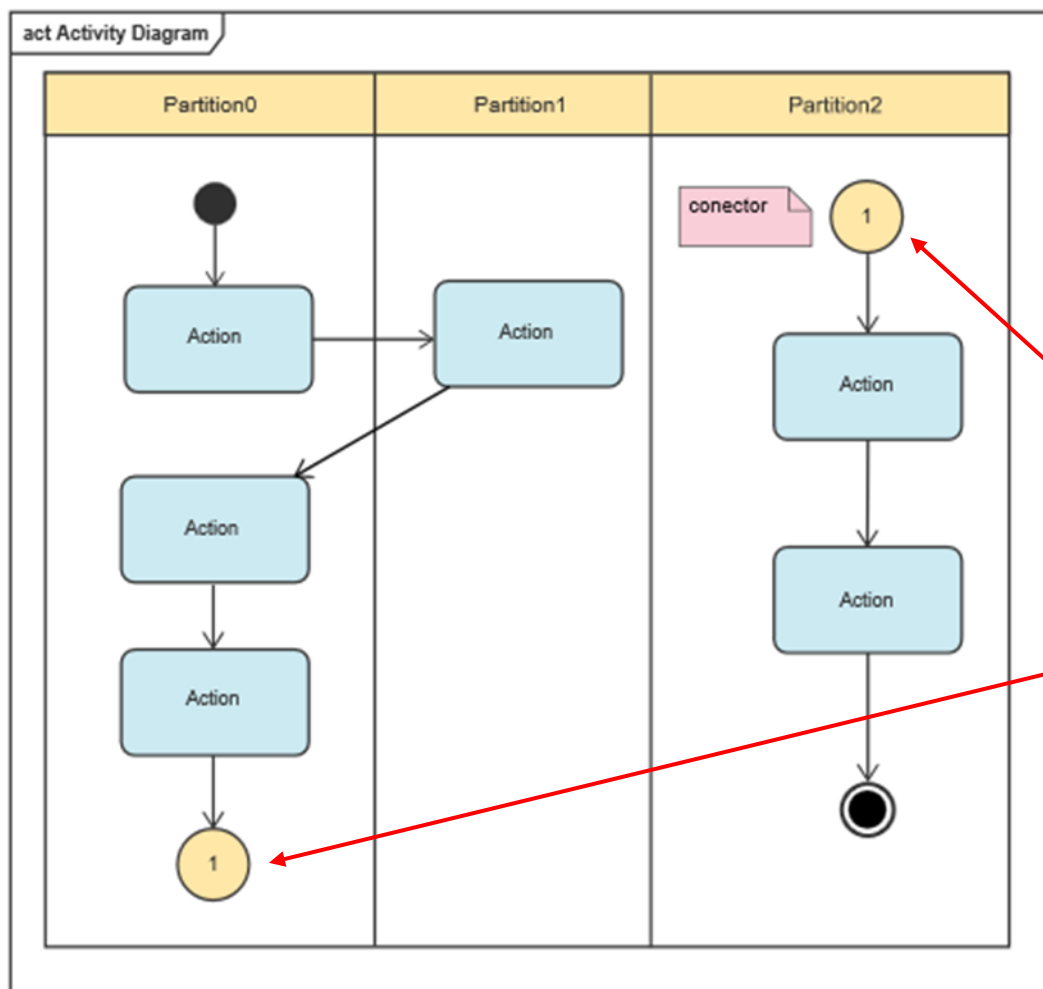 act Activity Diagram
Partition0
Partition1
Partition2
conector
1
Action
Action
Action
Action
Action
Action
1